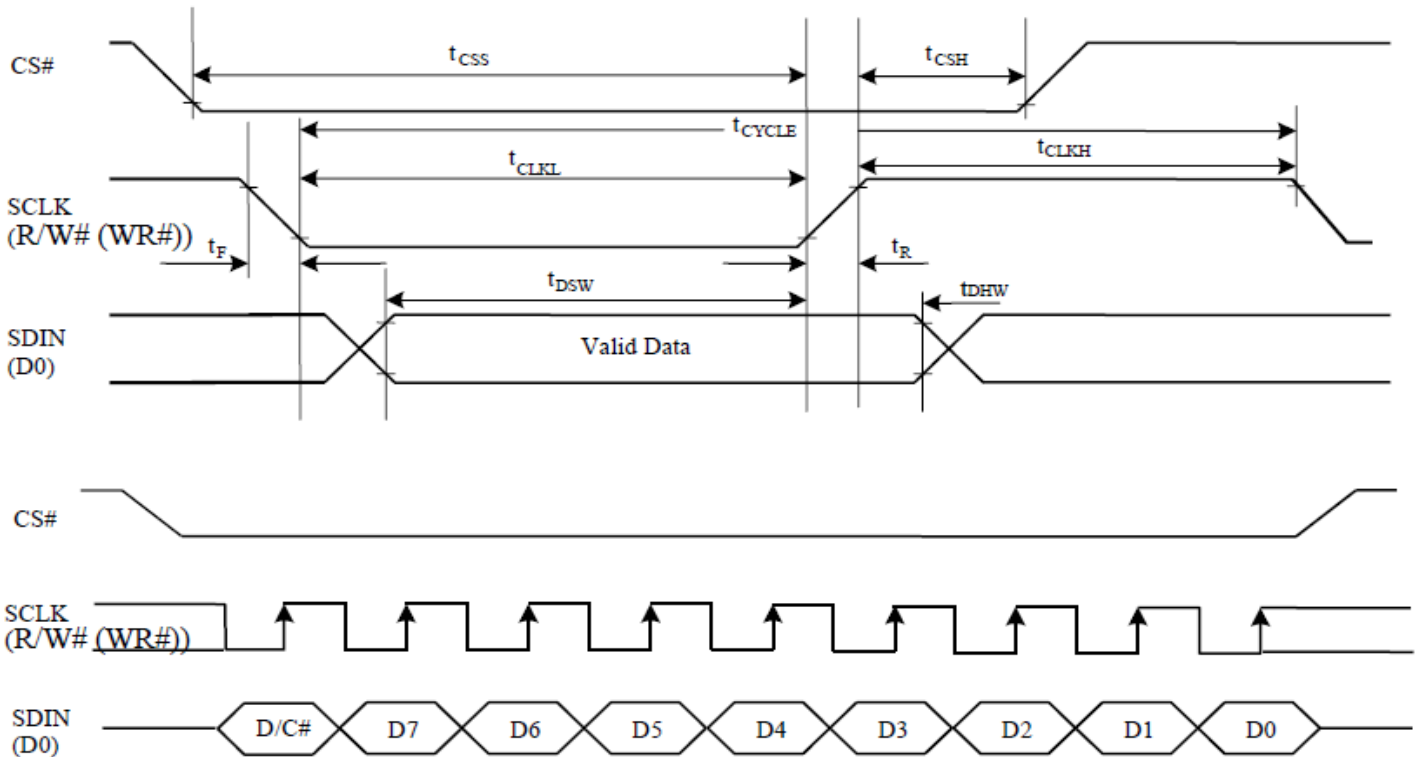 CS#
tCSS
tCSH
tCYCLE
tCLKL
tCLKH
SCLK
(R/W# (WR#))
tF
tR
tDSW
tDHW
SDIN
(D0)
Valid Data
CS#
SCLK
(R/W# (WR#))
SDIN
(D0)
D/C# D7 D6 D5 D4 D3 D2 D1 D0